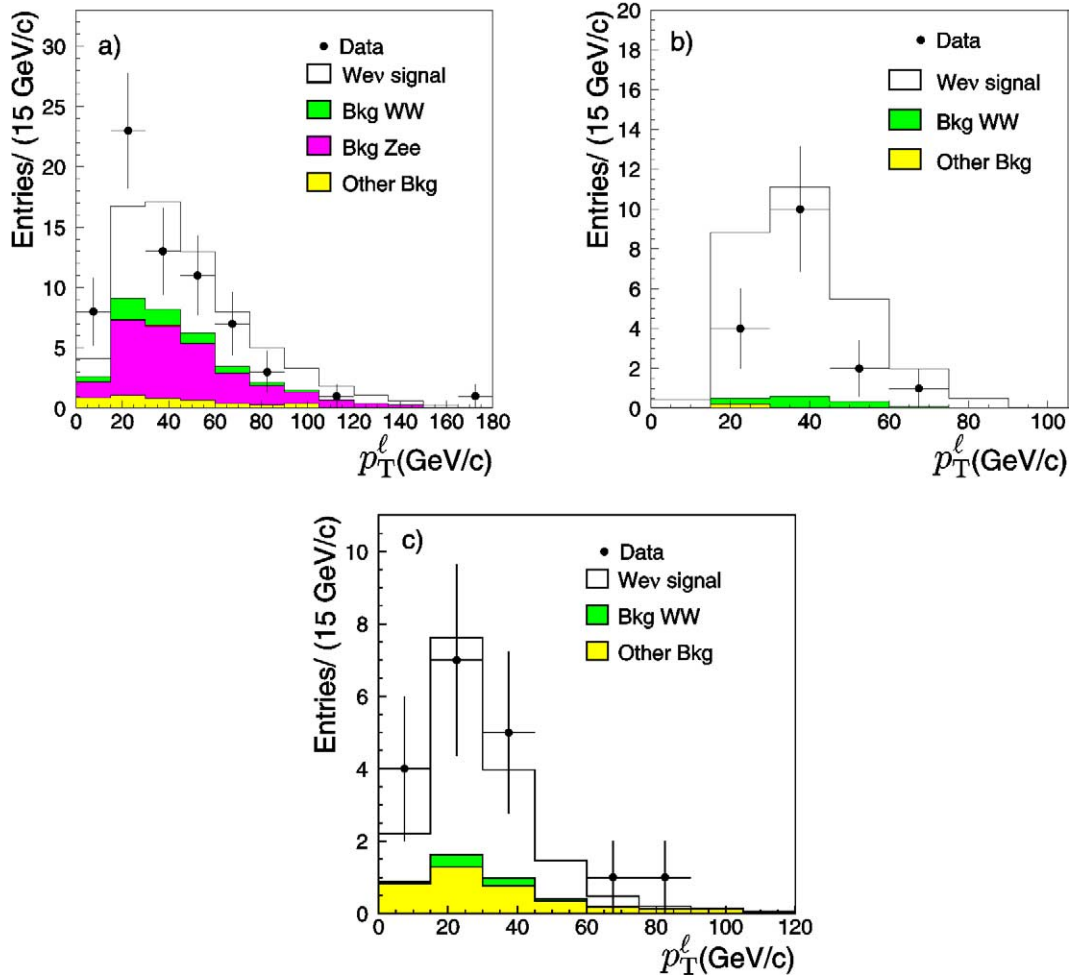 a)
Entries/ (15 GeV/c)
30
25
20
15
10
5
0
Data
Weν signal
Bkg WW
Bkg Zee
Other Bkg
0 20 40 60 80 100 120 140 160 180
p_T^ℓ(GeV/c)
b)
Entries/ (15 GeV/c)
20
18
16
14
12
10
8
6
4
2
0
Data
Weν signal
Bkg WW
Other Bkg
0 20 40 60 80 100
p_T^ℓ(GeV/c)
c)
Entries/ (15 GeV/c)
10
8
6
4
2
0
Data
Weν signal
Bkg WW
Other Bkg
0 20 40 60 80 100 120
p_T^ℓ(GeV/c)